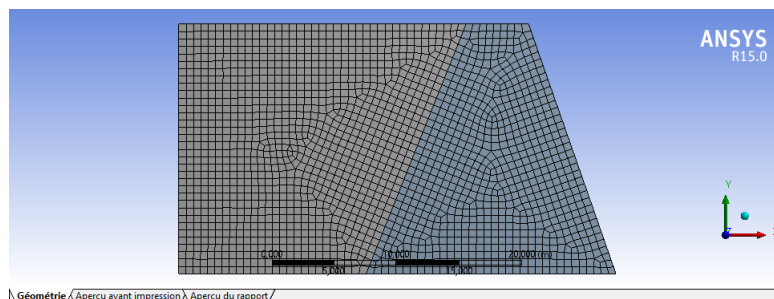 ANSYS
R15.0
Y
0,000
10,000
20,000 (m)
5,000
15,000
Géométrie
Aperçu avant impression
Aperçu du rapport